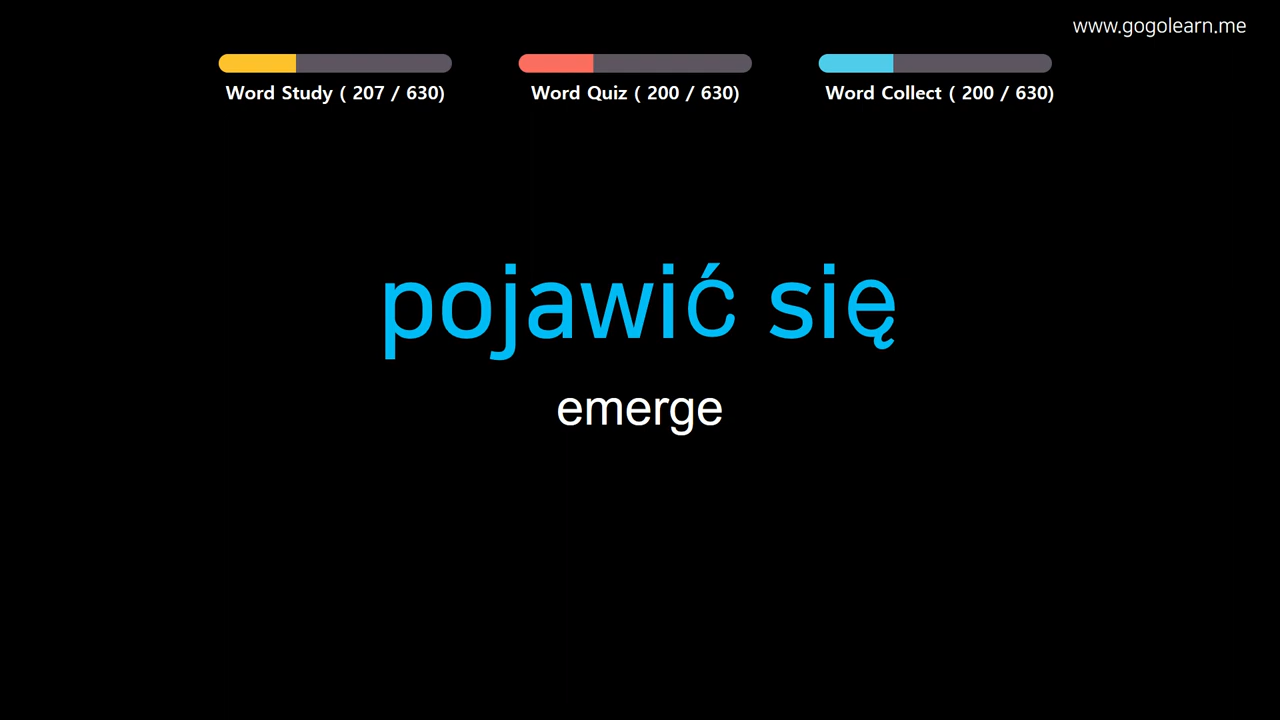 www.gogolearn.me
Word Study ( 207 / 630)
Word Quiz ( 200 / 630)
Word Collect ( 200 / 630)
pojawić się
emerge